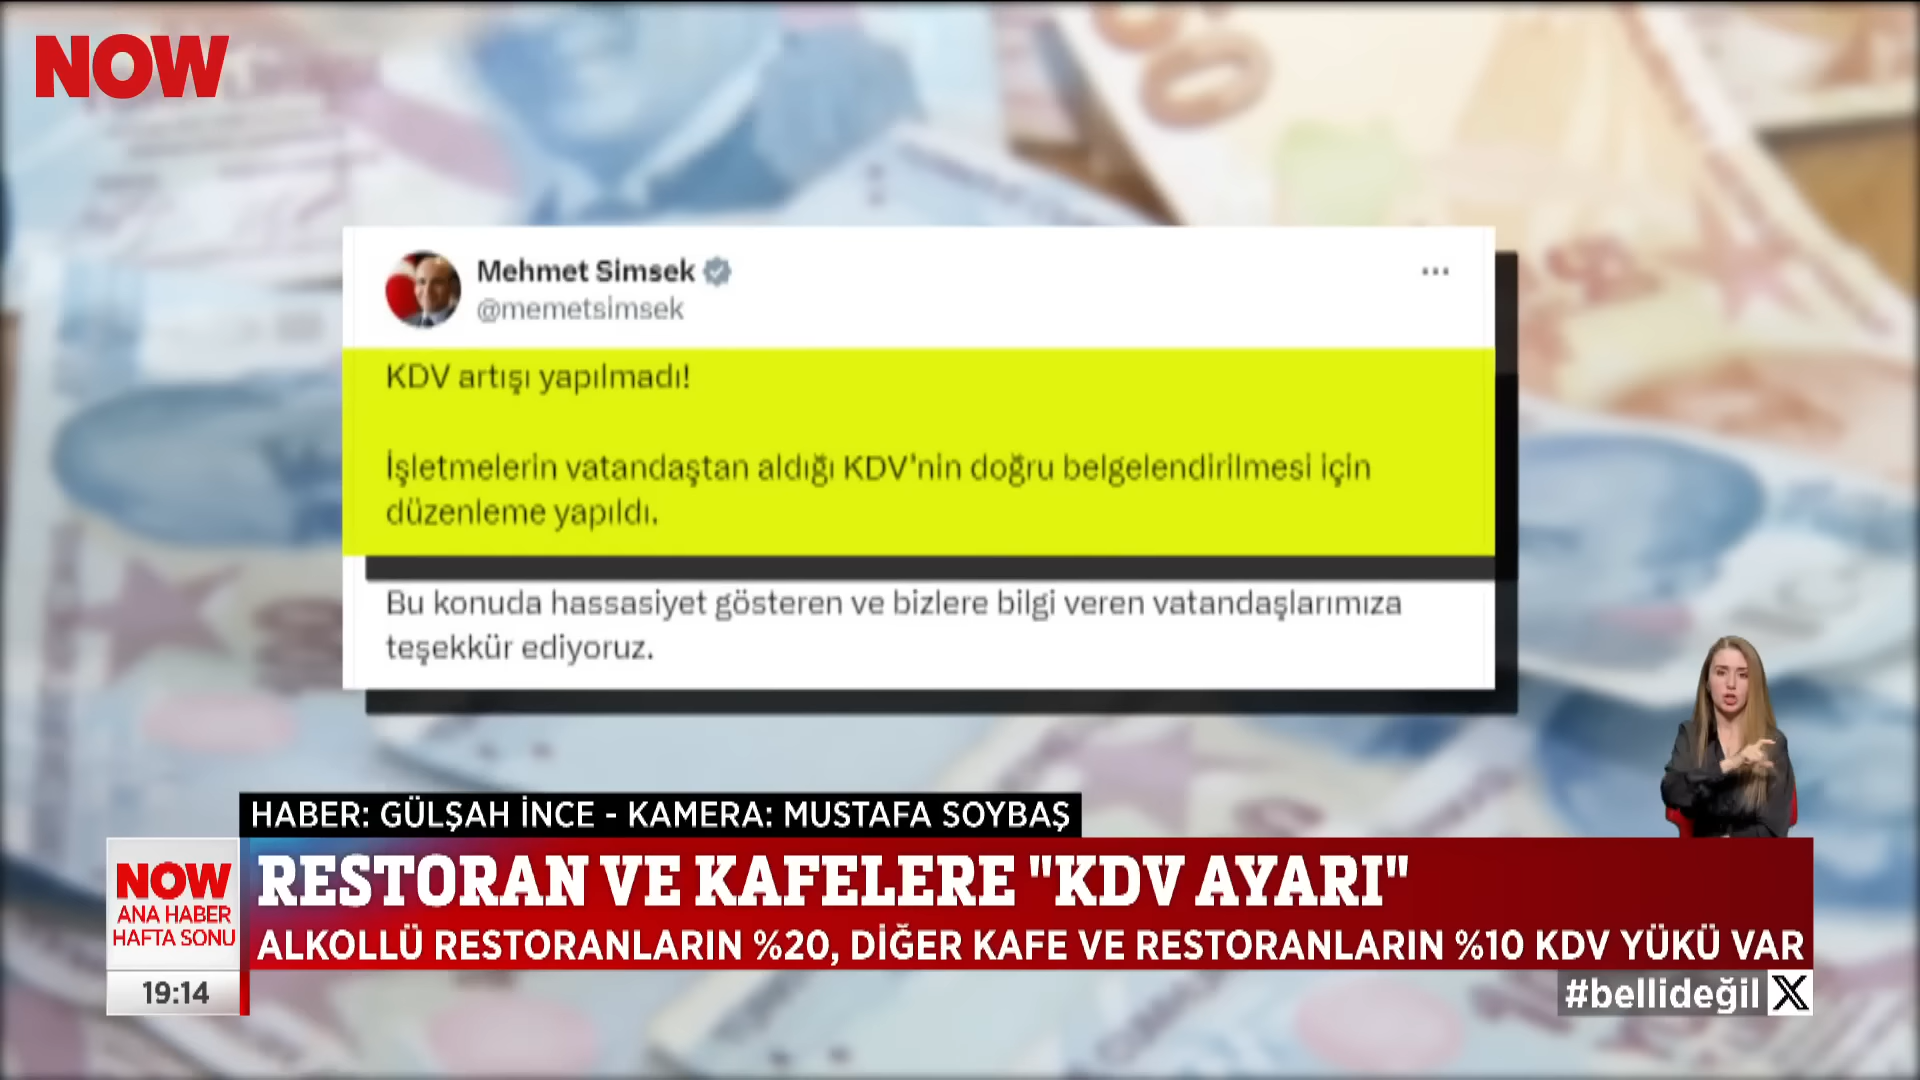 NOW
Mehmet Simsek
@memetsimsek
KDV artışı yapılmadı!
İşletmelerin vatandaştan aldığı KDV'nin doğru belgelendirilmesi için
düzenleme yapıldı.
Bu konuda hassasiyet gösteren ve bizlere bilgi veren vatandaşlarımıza
teşekkür ediyoruz.
HABER: GÜLŞAH İNCE - KAMERA: MUSTAFA SOYBAŞ
NOW
ANA HABER
HAFTA SONU
19:14
RESTORAN VE KAFELERE "KDV AYARI"
ALKOLLÜ RESTORANLARIN %20, DİĞER KAFE VE RESTORANLARIN %10 KDV YÜKÜ VAR
#bellideğil X